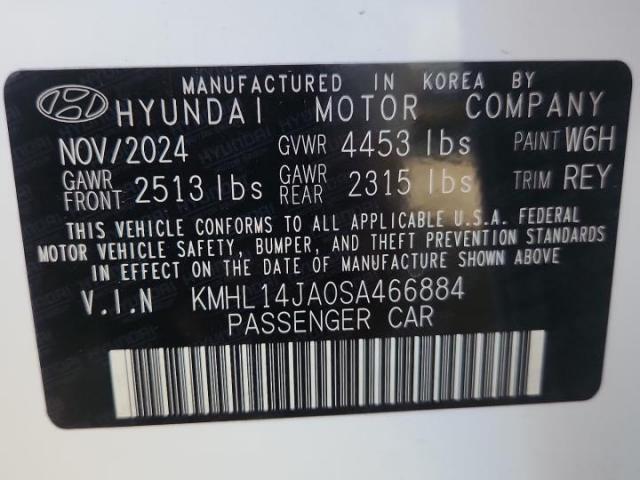 MANUFACTURED IN KOREA BY
HYUNDAI MOTOR COMPANY
NOV/2024 GVWR 4453 lbs PAINT W6H
GAWR FRONT 2513 lbs GAWR REAR 2315 lbs TRIM REY
THIS VEHICLE CONFORMS TO ALL APPLICABLE U.S.A. FEDERAL
MOTOR VEHICLE SAFETY, BUMPER, AND THEFT PREVENTION STANDARDS
IN EFFECT ON THE DATE OF MANUFACTURE SHOWN ABOVE.
V.I.N KMHL14JA0SA466884
PASSENGER CAR